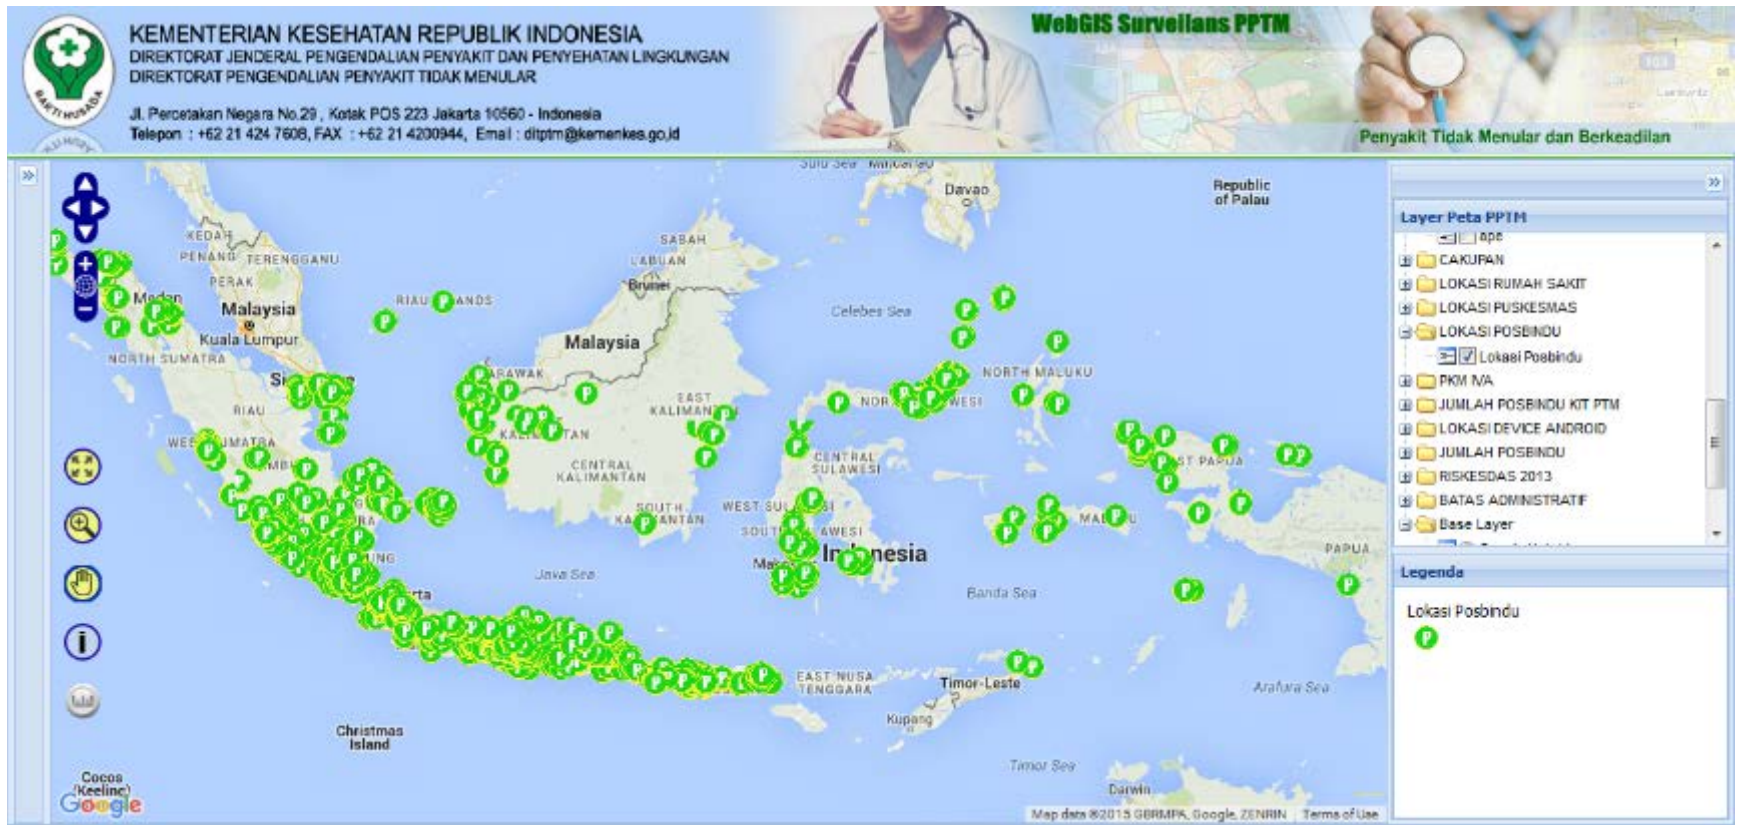 KEMENTERIAN KESEHATAN REPUBLIK INDONESIA
DIREKTORAT JENDERAL PENGENDALIAN PENYAKIT DAN PENYEHATAN LINGKUNGAN
DIREKTORAT PENGENDALIAN PENYAKIT TIDAK MENULAR
Jl. Percetakan Negara No.29 , Kotak POS 223 Jakarta 10560 - Indonesia
Telepon : +62 21 424 7608, FAX : +62 21 4200944, Email : ditptm@kemenkes.go.id
BAKTI HUSADA
WebGIS Surveilans PPTM
Penyakit Tidak Menular dan Berkeadilan
Mindanao
Davao
Republic
of Palau
KEDAH
PENANG
TERENGGANU
PERAK
Medan
Malaysia
Kuala Lumpur
NORTH SUMATRA
RIAU
SABAH
LABUAN
Brunei
Malaysia
Celebes Sea
NORTH MALUKU
EAST
CENTRAL
KALIMANTAN
SOUTH
CENTRAL
SULAWESI
Indonesia
PAPUA
Java Sea
Banda Sea
EAST NUSA
TENGGARA
Timor-Leste
Kupang
Arafura Sea
Christmas
Island
Timor Sea
Darwin
Cocos
(Keeling)
Google
Map data ©2015 GBRMPA, Google, ZENRIN
Terms of Use
Layer Peta PPTM
ape
CAKUPAN
LOKASI RUMAH SAKIT
LOKASI PUSKESMAS
LOKASI POSBINDU
Lokasi Posbindu
PKM IVA
JUMLAH POSBINDU KIT PTM
LOKASI DEVICE ANDROID
JUMLAH POSBINDU
RISKESDAS 2013
BATAS ADMINISTRATIF
Base Layer
Legenda
Lokasi Posbindu
P